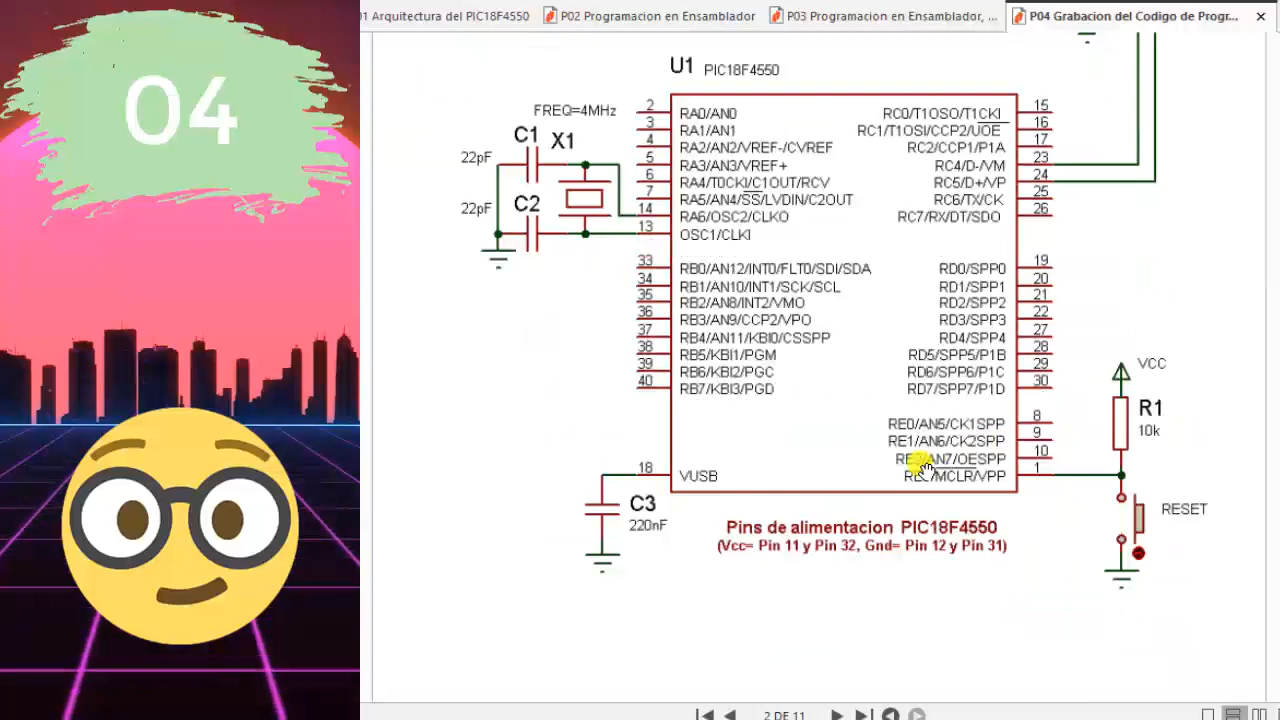 01 Arquitectura del PIC18F4550
P02 Programacion en Ensamblador
P03 Programacion en Ensamblador, ...
P04 Grabacion del Codigo de Progr...
04
U1 PIC18F4550
FREQ=4MHz
C1
X1
22pF
C2
22pF
2 RA0/AN0
3 RA1/AN1
4 RA2/AN2/VREF-/CVREF
5 RA3/AN3/VREF+
6 RA4/T0CKI/C1OUT/RCV
7 RA5/AN4/SS/LVDIN/C2OUT
14 RA6/OSC2/CLKO
13 OSC1/CLKI
33 RB0/AN12/INT0/FLT0/SDI/SDA
34 RB1/AN10/INT1/SCK/SCL
35 RB2/AN8/INT2/VMO
36 RB3/AN9/CCP2/VPO
37 RB4/AN11/KBI0/CSSPP
38 RB5/KBI1/PGM
39 RB6/KBI2/PGC
40 RB7/KBI3/PGD
18 VUSB
C3
220nF
RC0/T1OSO/T1CKI 15
RC1/T1OSI/CCP2/UOE 16
RC2/CCP1/P1A 17
RC4/D-/VM 23
RC5/D+/VP 24
RC6/TX/CK 25
RC7/RX/DT/SDO 26
RD0/SPP0 19
RD1/SPP1 20
RD2/SPP2 21
RD3/SPP3 22
RD4/SPP4 27
RD5/SPP5/P1B 28
RD6/SPP6/P1C 29
RD7/SPP7/P1D 30
RE0/AN5/CK1SPP 8
RE1/AN6/CK2SPP 9
RE2/AN7/OESPP 10
RE3/MCLR/VPP 1
VCC
R1
10k
RESET
Pins de alimentacion PIC18F4550
(Vcc= Pin 11 y Pin 32, Gnd= Pin 12 y Pin 31)
2 DE 11